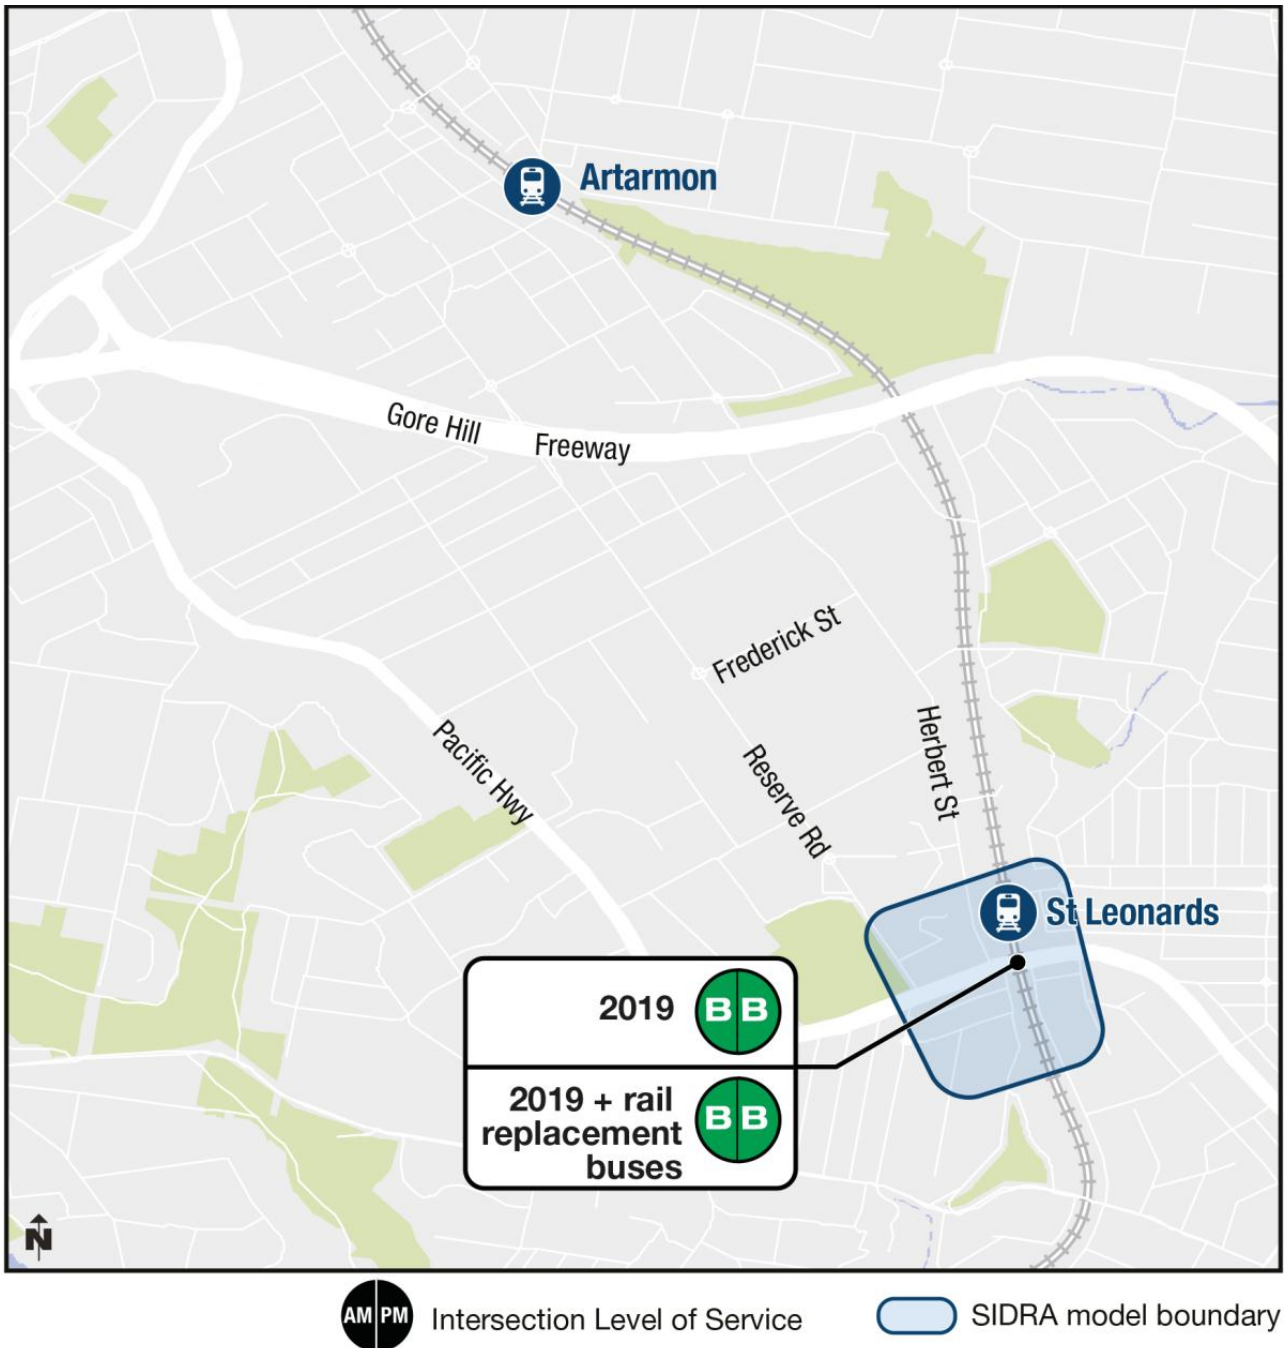 Artarmon
Gore Hill Freeway
Frederick St
Pacific Hwy
Herbert St
Reserve Rd
St Leonards
2019 B B
2019 + rail
replacement
buses
B B
N
AM PM Intersection Level of Service
SIDRA model boundary